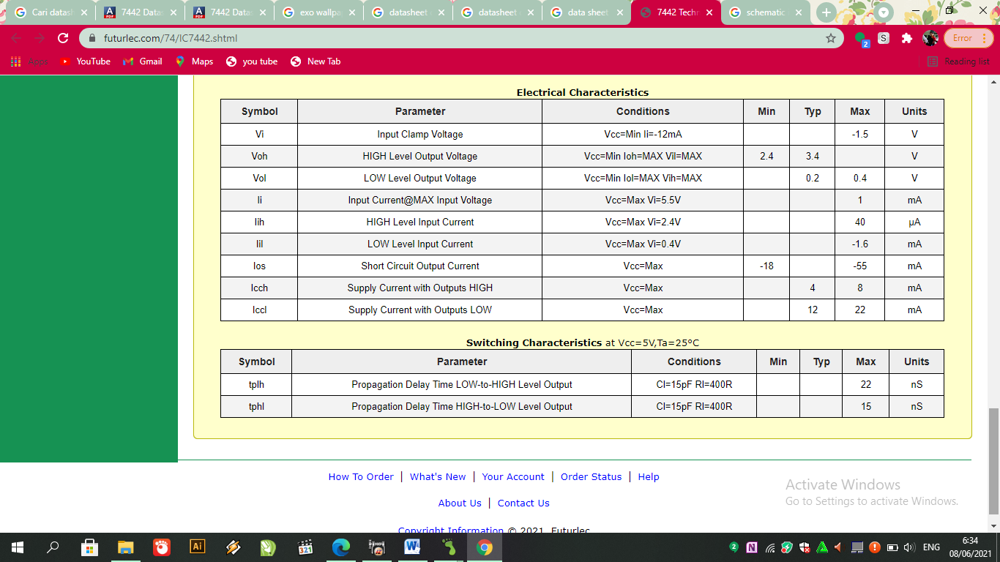 Cari datash
7442 Datas
7442 Datas
exo wallpa
datasheet
datasheet
data sheet
7442 Techn
schematic
futurlec.com/74/IC7442.shtml
2
S
Error
Apps
YouTube
Gmail
Maps
you tube
New Tab
Reading list
Electrical Characteristics
Symbol Parameter Conditions Min Typ Max Units
Vi Input Clamp Voltage Vcc=Min Ii=-12mA -1.5 V
Voh HIGH Level Output Voltage Vcc=Min Ioh=MAX Vil=MAX 2.4 3.4 V
Vol LOW Level Output Voltage Vcc=Min Iol=MAX Vih=MAX 0.2 0.4 V
Ii Input Current@MAX Input Voltage Vcc=Max Vi=5.5V 1 mA
Iih HIGH Level Input Current Vcc=Max Vi=2.4V 40 µA
Iil LOW Level Input Current Vcc=Max Vi=0.4V -1.6 mA
Ios Short Circuit Output Current Vcc=Max -18 -55 mA
Icch Supply Current with Outputs HIGH Vcc=Max 4 8 mA
Iccl Supply Current with Outputs LOW Vcc=Max 12 22 mA
Switching Characteristics at Vcc=5V,Ta=25°C
Symbol Parameter Conditions Min Typ Max Units
tplh Propagation Delay Time LOW-to-HIGH Level Output Cl=15pF Rl=400R 22 nS
tphl Propagation Delay Time HIGH-to-LOW Level Output Cl=15pF Rl=400R 15 nS
How To Order | What's New | Your Account | Order Status | Help
About Us | Contact Us
Copyright Information © 2021 Futurlec
Activate Windows
Go to Settings to activate Windows.
Ai
321
W
2
N
ENG
6:34
08/06/2021